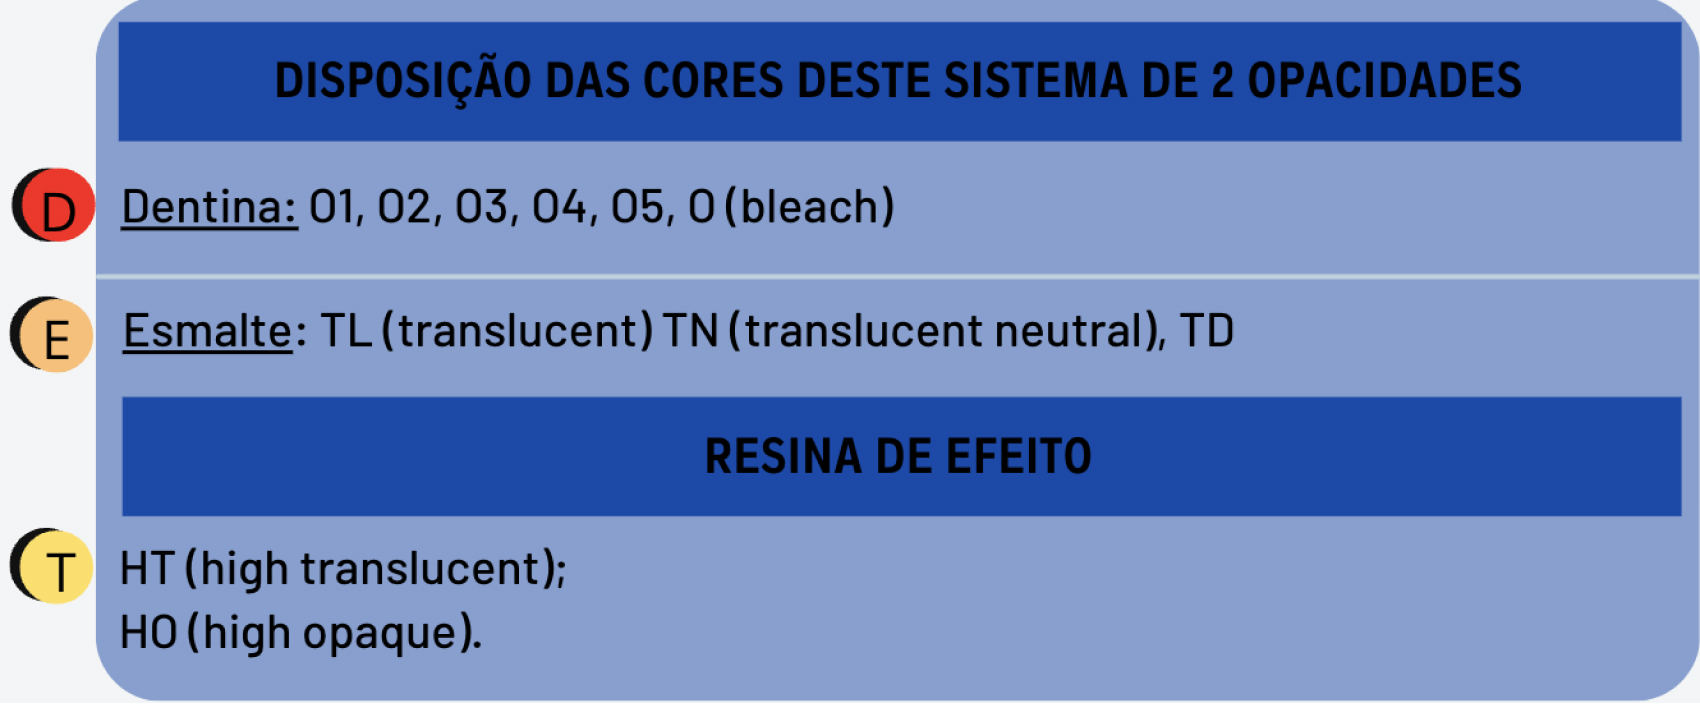 DISPOSIÇÃO DAS CORES DESTE SISTEMA DE 2 OPACIDADES
D
Dentina: O1, O2, O3, O4, O5, O (bleach)
E
Esmalte: TL (translucent) TN (translucent neutral), TD
RESINA DE EFEITO
T
HT (high translucent);
HO (high opaque).